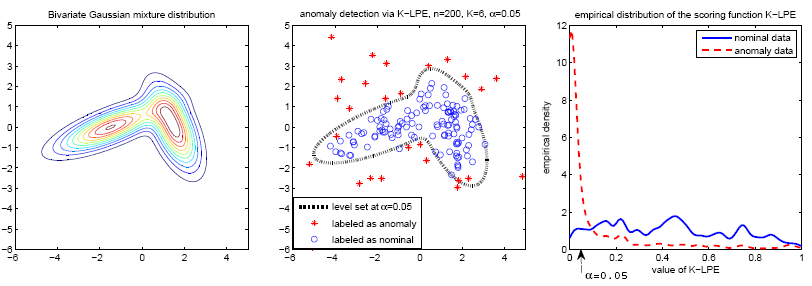 Bivariate Gaussian mixture distribution
5
4
3
2
1
0
−1
−2
−3
−4
−5
−6
−6 −4 −2 0 2 4
anomaly detection via K-LPE, n=200, K=6, α=0.05
5
4
3
2
1
0
−1
−2
−3
−4
−5
−6
level set at α=0.05
labeled as anomaly
labeled as nominal
−6 −4 −2 0 2 4
empirical distribution of the scoring function K-LPE
12
10
8
6
4
2
0
empirical density
nominal data
anomaly data
0 0.2 0.4 0.6 0.8 1
value of K-LPE
α=0.05